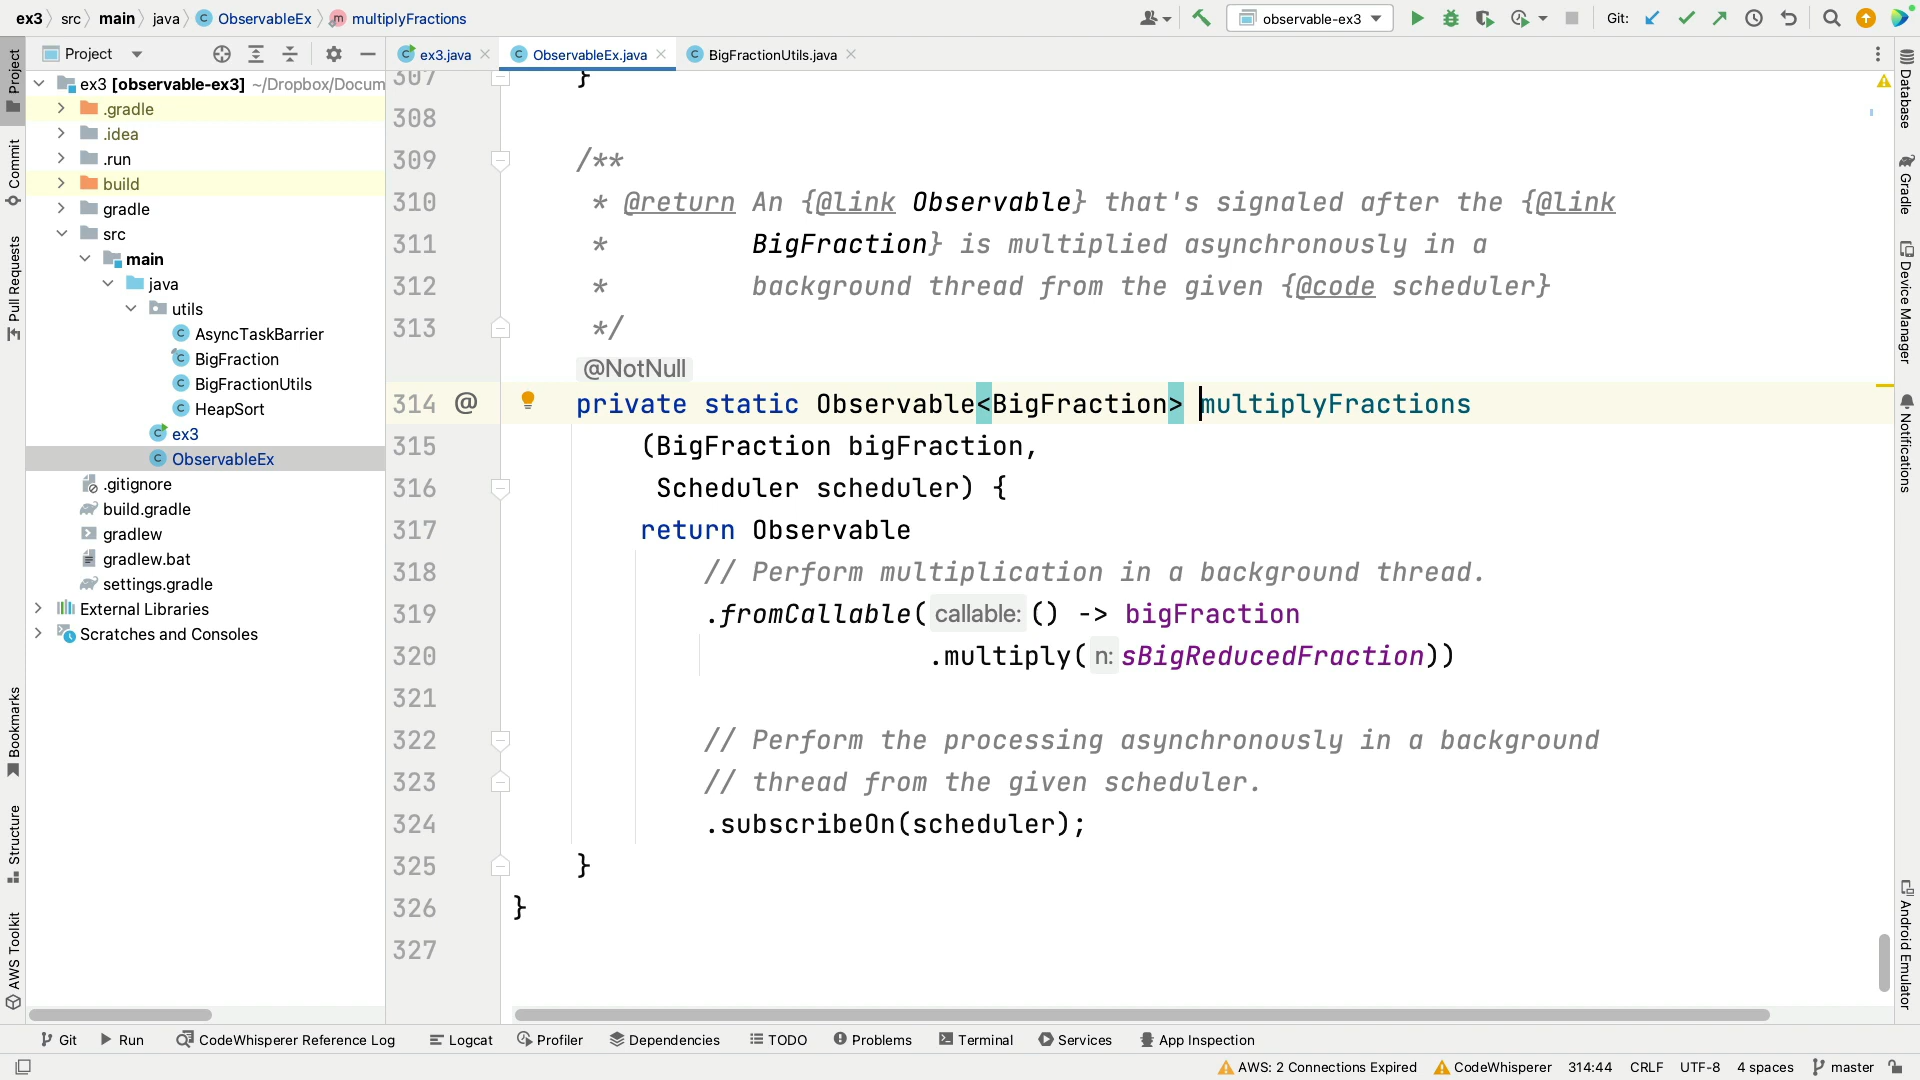 ex3 src main java ObservableEx multiplyFractions observable-ex3 Git:
Project ex3.java ObservableEx.java BigFractionUtils.java
ex3 [observable-ex3] ~/Dropbox/Docum
.gradle
.idea
.run
build
gradle
src
main
java
utils
AsyncTaskBarrier
BigFraction
BigFractionUtils
HeapSort
ex3
ObservableEx
.gitignore
build.gradle
gradlew
gradlew.bat
settings.gradle
External Libraries
Scratches and Consoles
Project
Commit
Pull Requests
Bookmarks
Structure
AWS Toolkit
307 }
308
309 /**
310 * @return An {@link Observable} that's signaled after the {@link
311 * BigFraction} is multiplied asynchronously in a
312 * background thread from the given {@code scheduler}
313 */
@NotNull
314 @ private static Observable<BigFraction> multiplyFractions
315 (BigFraction bigFraction,
316 Scheduler scheduler) {
317 return Observable
318 // Perform multiplication in a background thread.
319 .fromCallable( callable: () -> bigFraction
320 .multiply( n: sBigReducedFraction))
321
322 // Perform the processing asynchronously in a background
323 // thread from the given scheduler.
324 .subscribeOn(scheduler);
325 }
326 }
327
Database
Gradle
Device Manager
Notifications
Android Emulator
Git Run CodeWhisperer Reference Log Logcat Profiler Dependencies TODO Problems Terminal Services App Inspection
AWS: 2 Connections Expired CodeWhisperer 314:44 CRLF UTF-8 4 spaces master